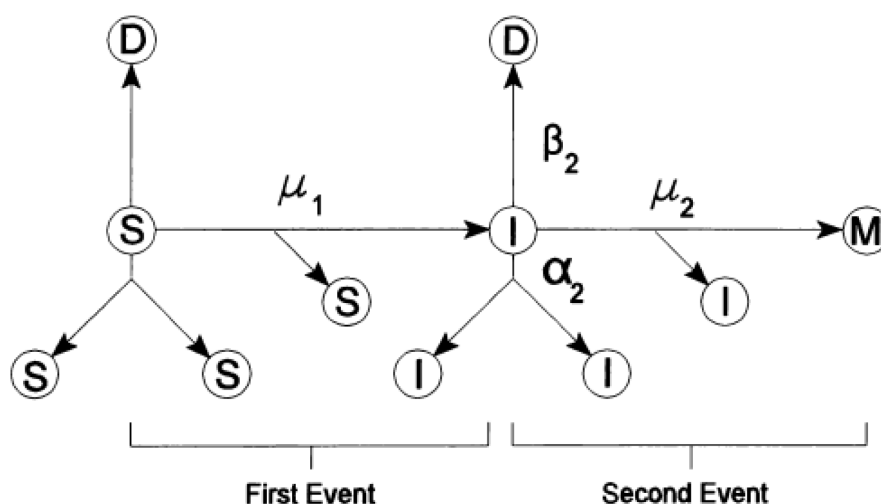 D D
β₂
μ₁ μ₂
S I M
α₂
S I
S S I I
First Event Second Event